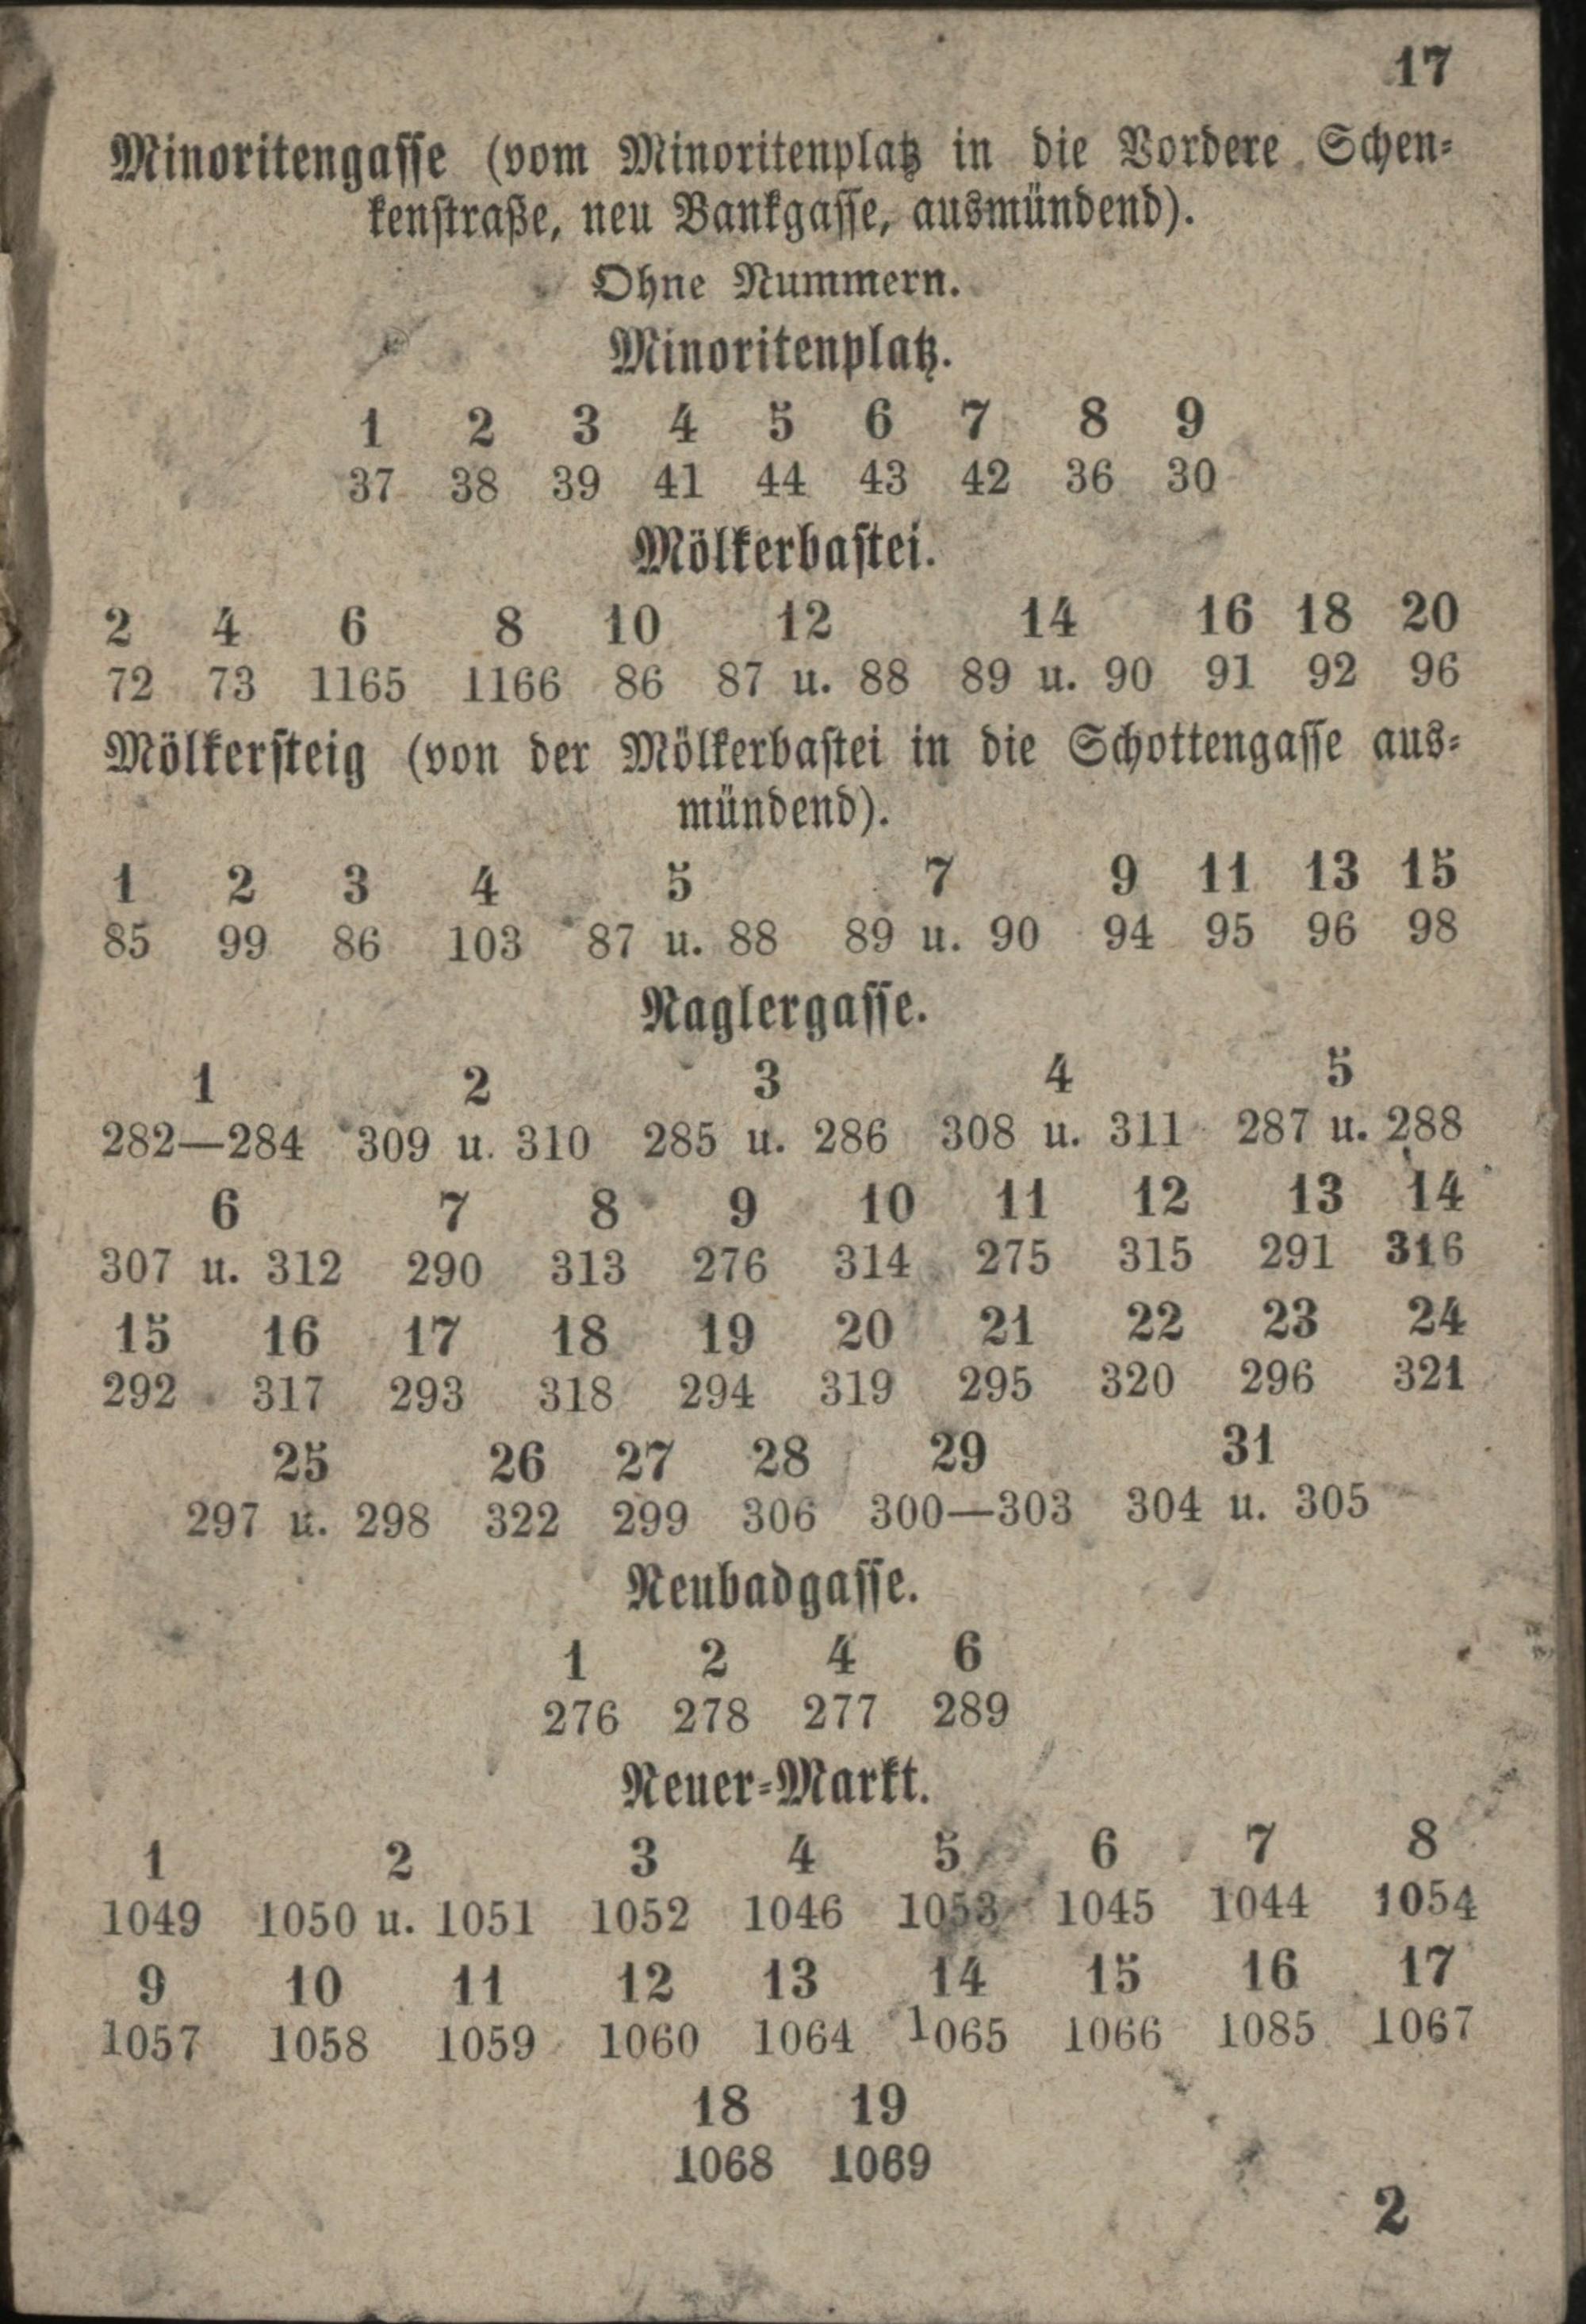 17
Minoritengasse (vom Minoritenplatz in die Vordere Schen-
kenstraße, neu Bankgasse, ausmündend).
Ohne Nummern.
Minoritenplatz.
1 2 3 4 5 6 7 8 9
37 38 39 41 44 43 42 36 30
Mölkerbastei.
2 4 6 8 10 12 14 16 18 20
72 73 1165 1166 86 87 u. 88 89 u. 90 91 92 96
Mölkersteig (von der Mölkerbastei in die Schottengasse aus-
mündend).
1 2 3 4 5 7 9 11 13 15
85 99 86 103 87 u. 88 89 u. 90 94 95 96 98
Naglergasse.
1 2 3 4 5
282—284 309 u. 310 285 u. 286 308 u. 311 287 u. 288
6 7 8 9 10 11 12 13 14
307 u. 312 290 313 276 314 275 315 291 316
15 16 17 18 19 20 21 22 23 24
292 317 293 318 294 319 295 320 296 321
25 26 27 28 29 31
297 u. 298 322 299 306 300—303 304 u. 305
Neubadgasse.
1 2 4 6
276 278 277 289
Neuer-Markt.
1 2 3 4 5 6 7 8
1049 1050 u. 1051 1052 1046 1053 1045 1044 1054
9 10 11 12 13 14 15 16 17
1057 1058 1059 1060 1064 1065 1066 1085 1067
18 19
1068 1069
2